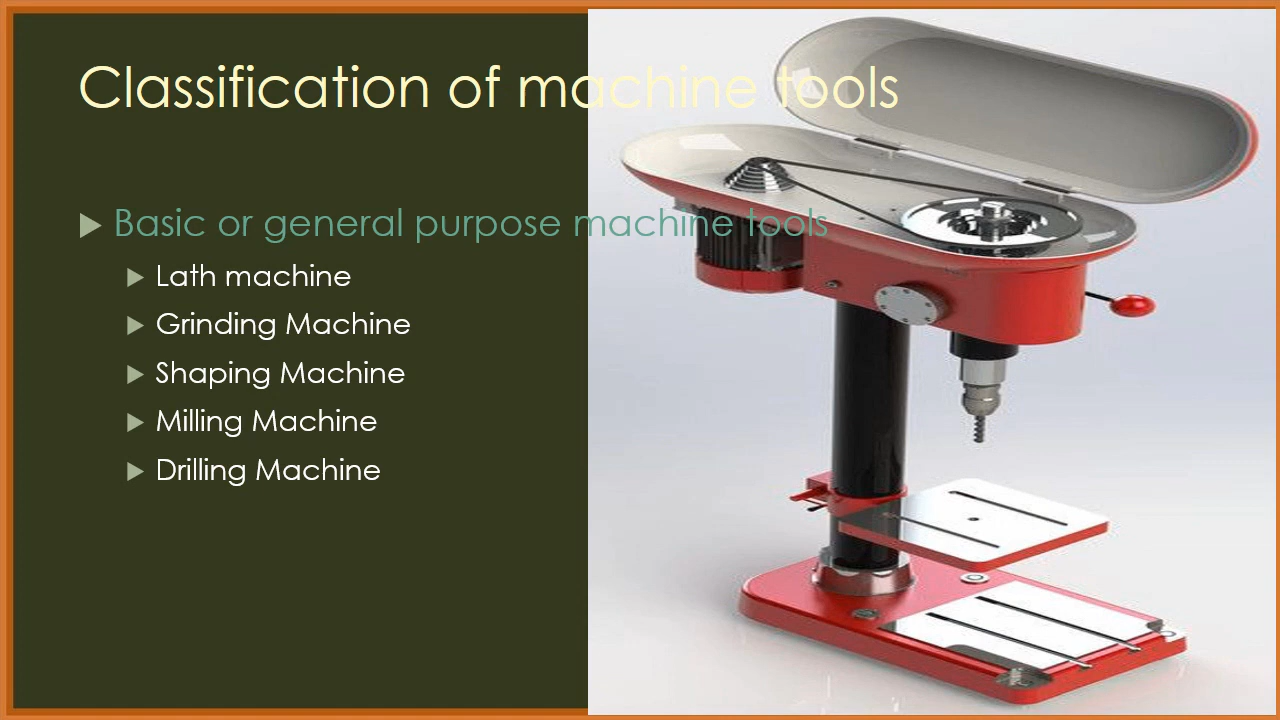 Classification of machine tools
Basic or general purpose machine tools
Lath machine
Grinding Machine
Shaping Machine
Milling Machine
Drilling Machine